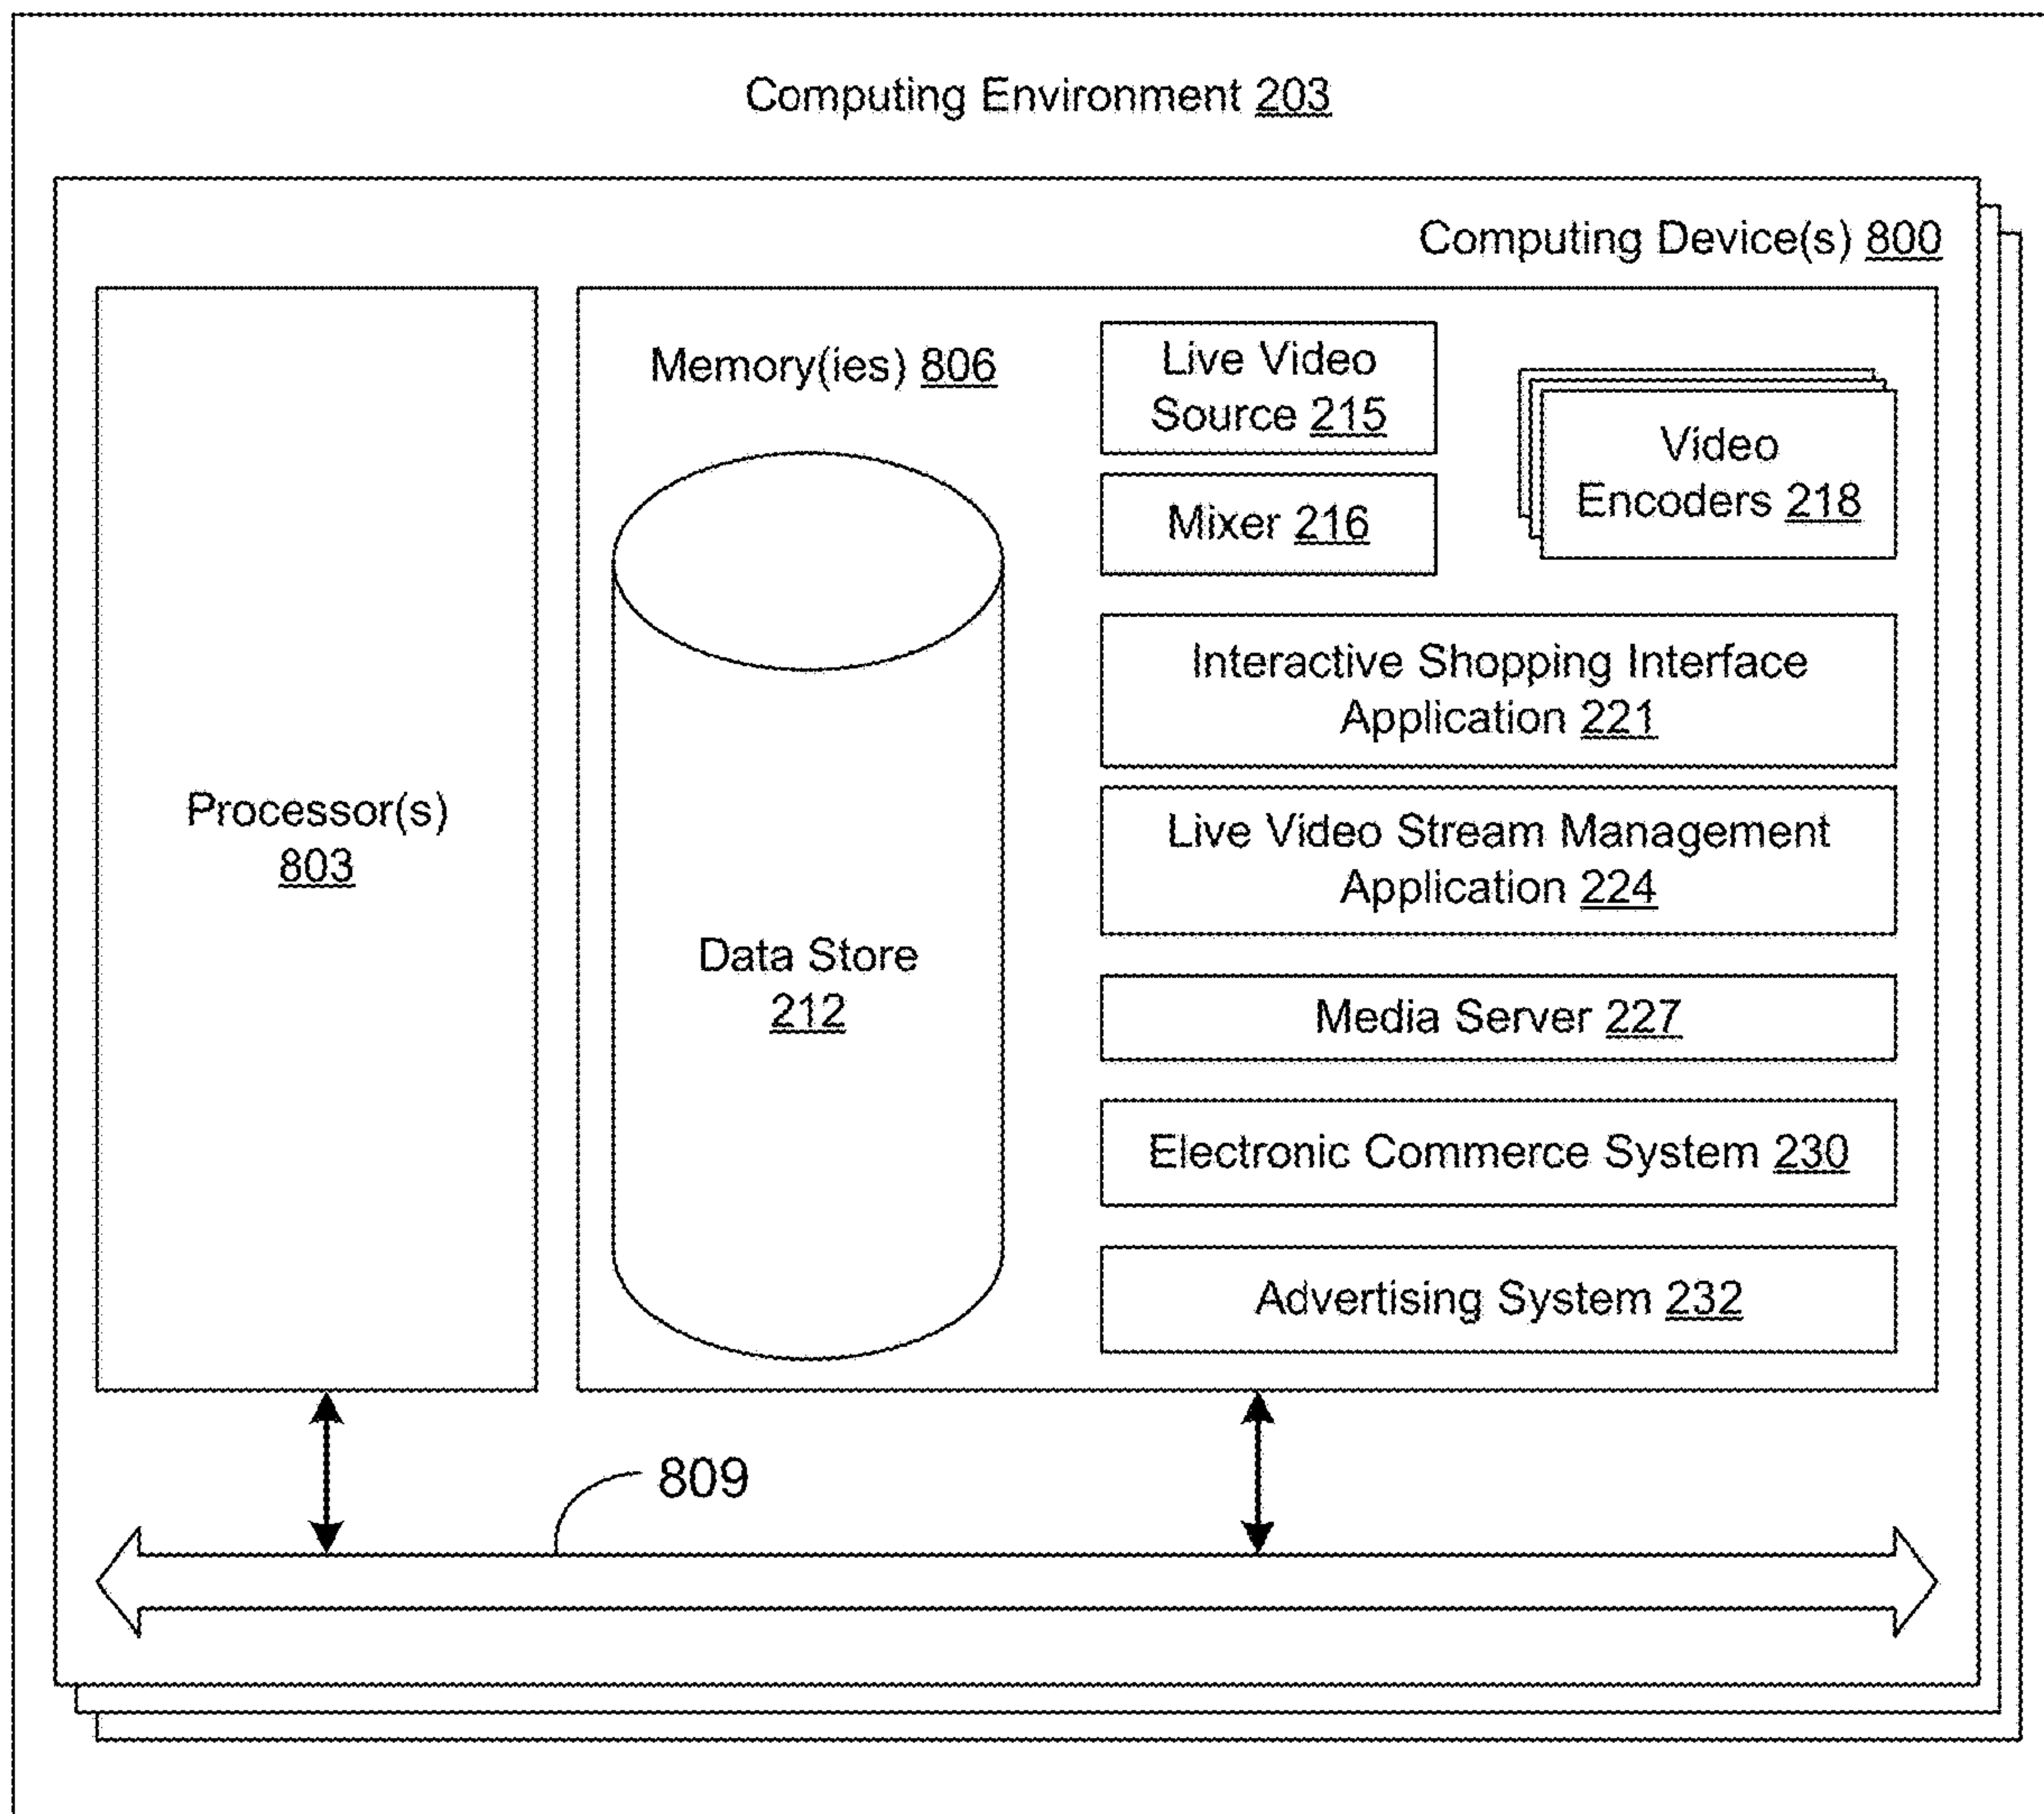 Computing Environment 203
Computing Device(s) 800
Processor(s)
803
Memory(ies) 806
Data Store
212
Live Video
Source 215
Mixer 216
Video
Encoders 218
Interactive Shopping Interface
Application 221
Live Video Stream Management
Application 224
Media Server 227
Electronic Commerce System 230
Advertising System 232
809